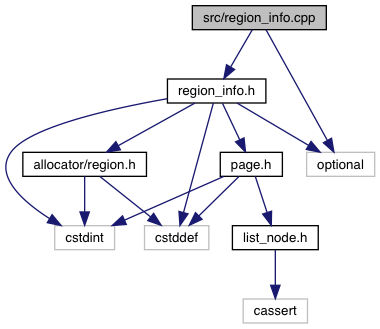 src/region_info.cpp
region_info.h
allocator/region.h
page.h
optional
cstdint
cstddef
list_node.h
cassert